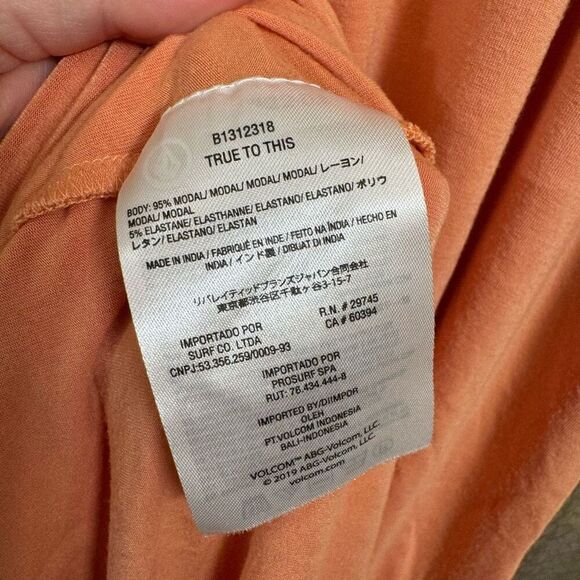 B1312318
TRUE TO THIS
BODY: 95% MODAL/ MODAL/ MODAL/ MODAL/ レーヨン/
MODAL/ MODAL
5% ELASTANE/ ELASTHANNE/ ELASTANO/ ELASTANO/ ポリウ
レタン/ ELASTANO/ ELASTAN
MADE IN INDIA / FABRIQUÉ EN INDE / FEITO NA ÍNDIA / HECHO EN
INDIA / インド製 / DIBUAT DI INDIA
リバレイティッドブランズジャパン合同会社
東京都渋谷区千駄ヶ谷3-15-7
R.N. # 29745
CA # 60394
IMPORTADO POR
SURF CO. LTDA
CNPJ:53.356.259/0009-93
IMPORTADO POR
PROSURF SPA
RUT: 76.434.444-8
IMPORTED BY/DIIMPOR
OLEH
PT.VOLCOM INDONESIA
BALI-INDONESIA
VOLCOM™ ABG-Volcom, LLC.
© 2019 ABG-Volcom, LLC.
volcom.com